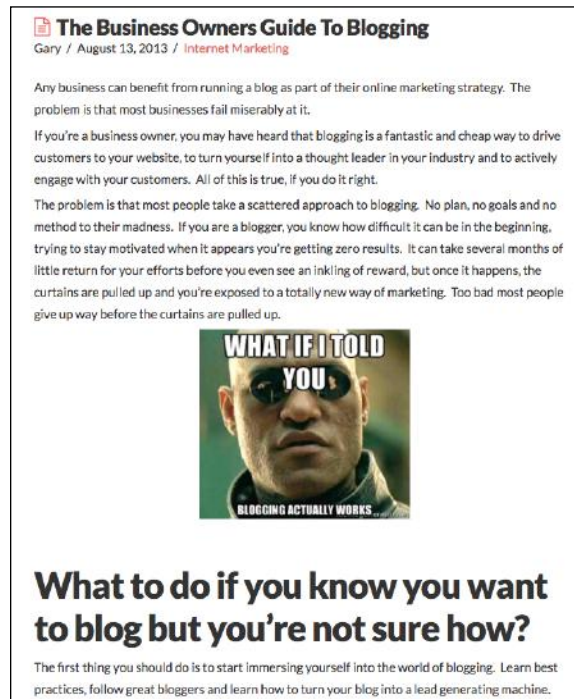 The Business Owners Guide To Blogging
Gary / August 13, 2013 / Internet Marketing
Any business can benefit from running a blog as part of their online marketing strategy. The
problem is that most businesses fail miserably at it.
If you're a business owner, you may have heard that blogging is a fantastic and cheap way to drive
customers to your website, to turn yourself into a thought leader in your industry and to actively
engage with your customers. All of this is true, if you do it right.
The problem is that most people take a scattered approach to blogging. No plan, no goals and no
method to their madness. If you are a blogger, you know how difficult it can be in the beginning,
trying to stay motivated when it appears you're getting zero results. It can take several months of
little return for your efforts before you even see an inkling of reward, but once it happens, the
curtains are pulled up and you're exposed to a totally new way of marketing. Too bad most people
give up way before the curtains are pulled up.
WHAT IF I TOLD
YOU
BLOGGING ACTUALLY WORKS
What to do if you know you want
to blog but you're not sure how?
The first thing you should do is to start immersing yourself into the world of blogging. Learn best
practices, follow great bloggers and learn how to turn your blog into a lead generating machine.